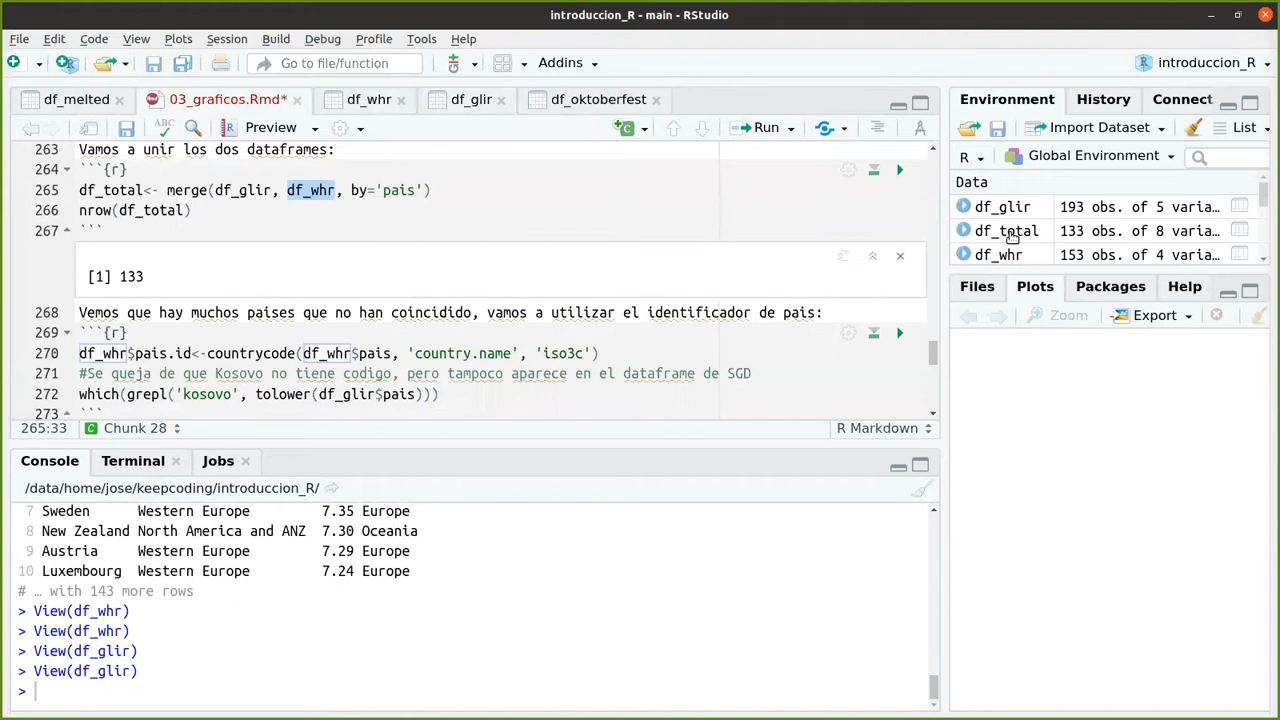 introduccion_R - main - RStudio
File Edit Code View Plots Session Build Debug Profile Tools Help
Go to file/function
Addins
introduccion_R
df_melted
03_graficos.Rmd*
df_whr
df_glir
df_oktoberfest
ABC
Preview
Run
263 Vamos a unir los dos dataframes:
264 ```{r}
265 df_total<- merge(df_glir, df_whr, by='pais')
266 nrow(df_total)
267 ```
[1] 133
268 Vemos que hay muchos paises que no han coincidido, vamos a utilizar el identificador de pais:
269 ```{r}
270 df_whr$pais.id<-countrycode(df_whr$pais, 'country.name', 'iso3c')
271 #Se queja de que Kosovo no tiene codigo, pero tampoco aparece en el dataframe de SGD
272 which(grepl('kosovo', tolower(df_glir$pais)))
273 ```
265:33 Chunk 28 R Markdown
Console Terminal Jobs
/data/home/jose/keepcoding/introduccion_R/
7 Sweden Western Europe 7.35 Europe
8 New Zealand North America and ANZ 7.30 Oceania
9 Austria Western Europe 7.29 Europe
10 Luxembourg Western Europe 7.24 Europe
# … with 143 more rows
> View(df_whr)
> View(df_whr)
> View(df_glir)
> View(df_glir)
>
Environment History Connect
Import Dataset List
R Global Environment
Data
df_glir 193 obs. of 5 varia…
df_total 133 obs. of 8 varia…
df_whr 153 obs. of 4 varia…
Files Plots Packages Help
Zoom Export